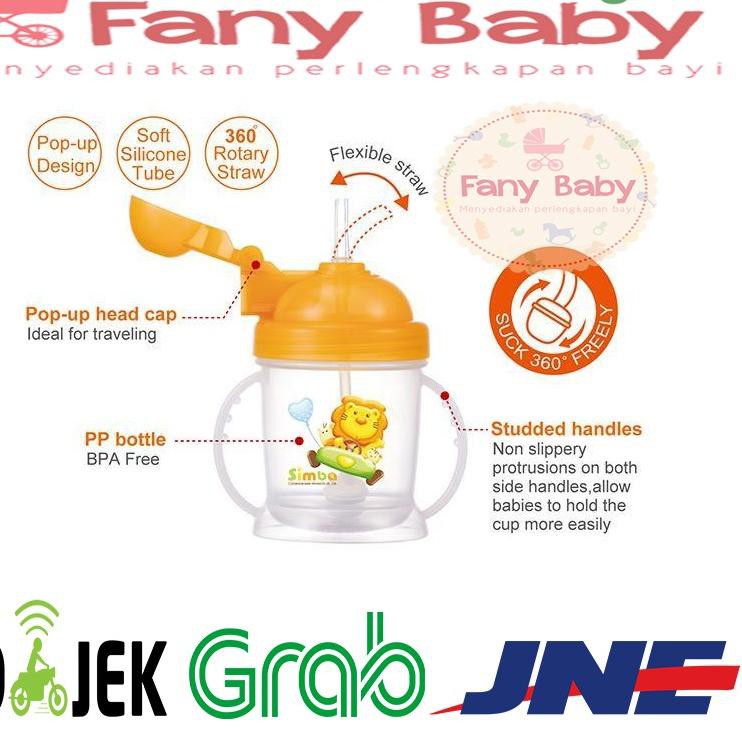 Fany Baby
nyediakan perlengkapan bayi
Pop-up
Design
Soft
Silicone
Tube
360°
Rotary
Straw
Flexible straw
Fany Baby
Menyediakan perlengkapan bayi
SUCK 360° FREELY
Pop-up head cap
Ideal for traveling
PP bottle
BPA Free
Simba
Studded handles
Non slippery
protrusions on both
side handles,allow
babies to hold the
cup more easily
JEK
Grab
JNE